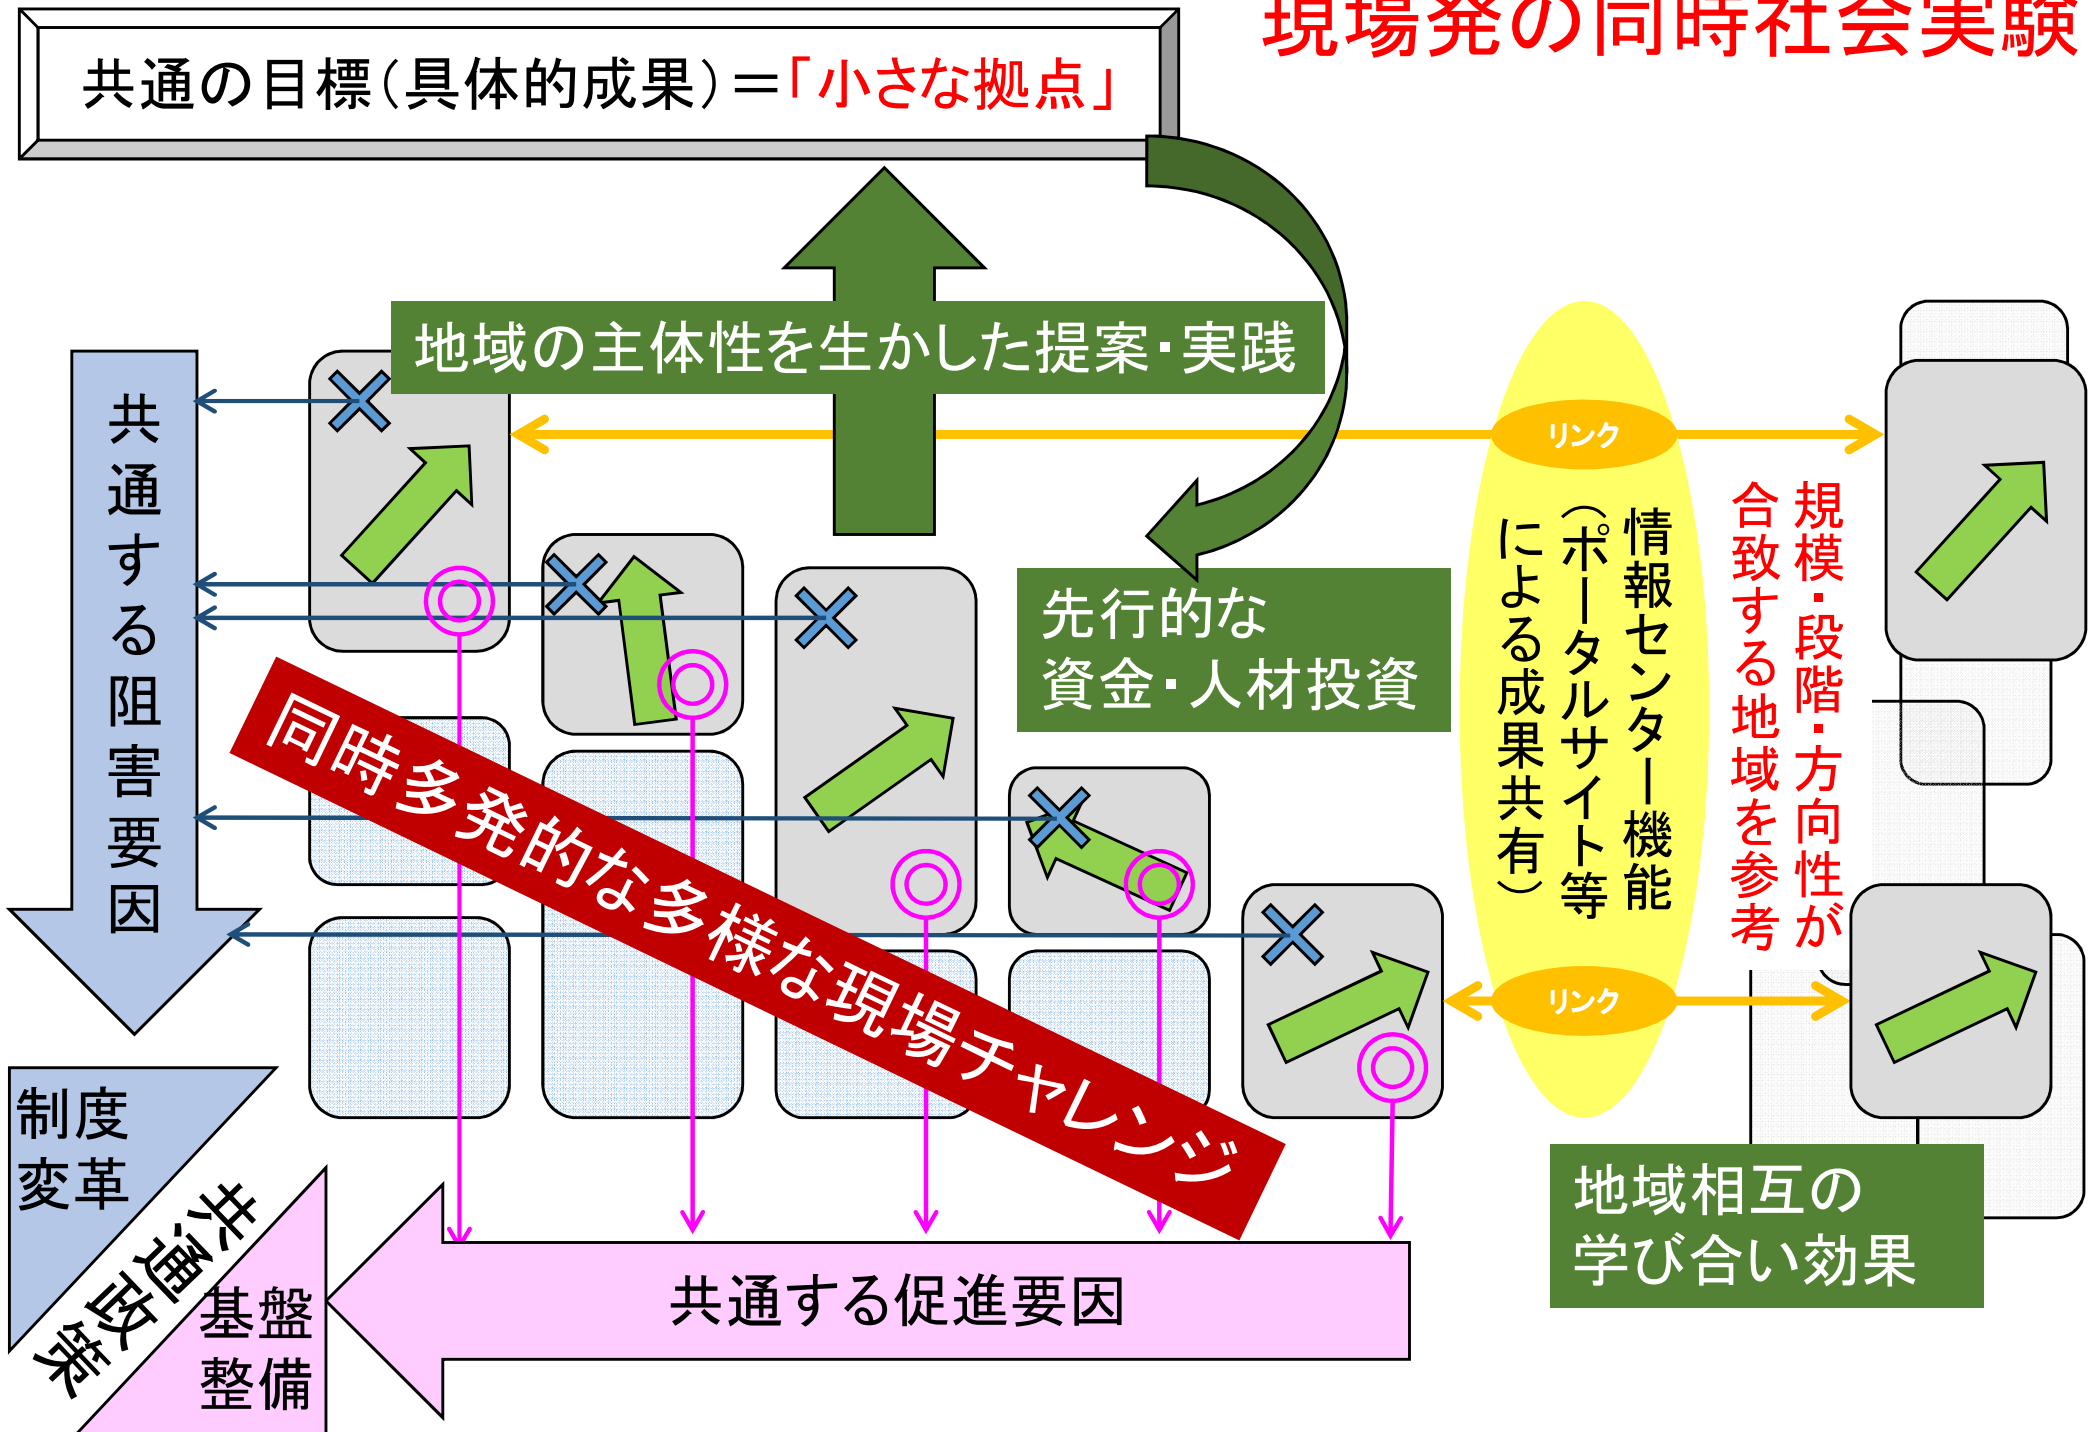 現場発の同時社会実験
共通の目標（具体的成果）＝「小さな拠点」
地域の主体性を生かした提案・実践
共通する阻害要因
リンク
情報センター機能
（ポータルサイト等
による成果共有）
規模・段階・方向性が
合致する地域を参考
先行的な
資金・人材投資
同時多発的な多様な現場チャレンジ
リンク
制度
変革
共通政策
基盤
整備
共通する促進要因
地域相互の
学び合い効果